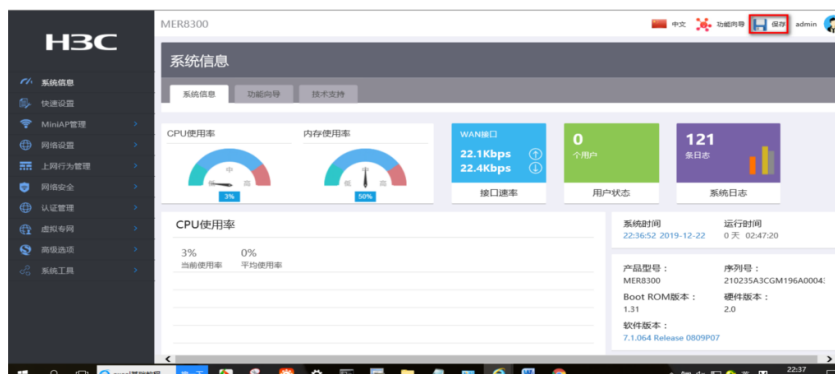 MER8300
中文 功能向导 保存 admin
H3C
系统信息
系统信息 功能向导 技术支持
系统信息
快速设置
MiniAP管理
网络设置
上网行为管理
网络安全
认证管理
虚拟专网
高级选项
系统工具
CPU使用率 内存使用率
低 中 高 低 中 高
3% 50%
WAN接口
22.1Kbps
22.4Kbps
接口速率
0
个用户
用户状态
121
条日志
系统日志
CPU使用率
3% 0%
当前使用率 平均使用率
系统时间 运行时间
22:36:52 2019-12-22 0 天 02:47:20
产品型号： 序列号：
MER8300 210235A3CGM196A0004
Boot ROM版本： 硬件版本：
1.31 2.0
软件版本：
7.1.064 Release 0809P07
22:37